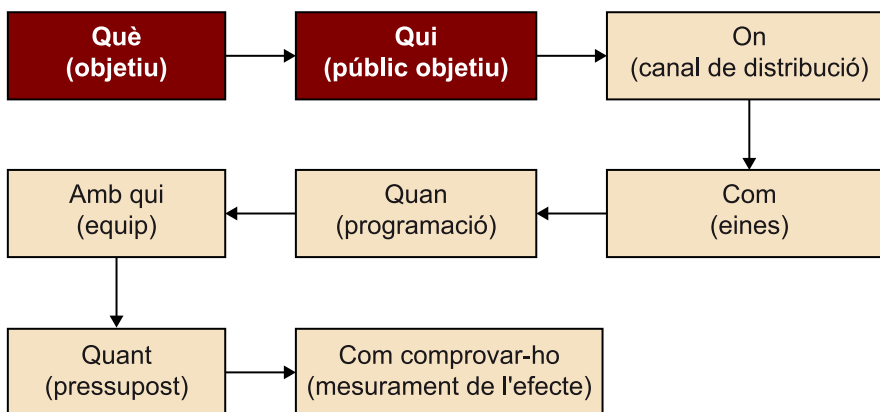 Què
(objetiu)
Qui
(públic objetiu)
On
(canal de distribució)
Com
(eines)
Quan
(programació)
Amb qui
(equip)
Quant
(pressupost)
Com comprovar-ho
(mesurament de l'efecte)